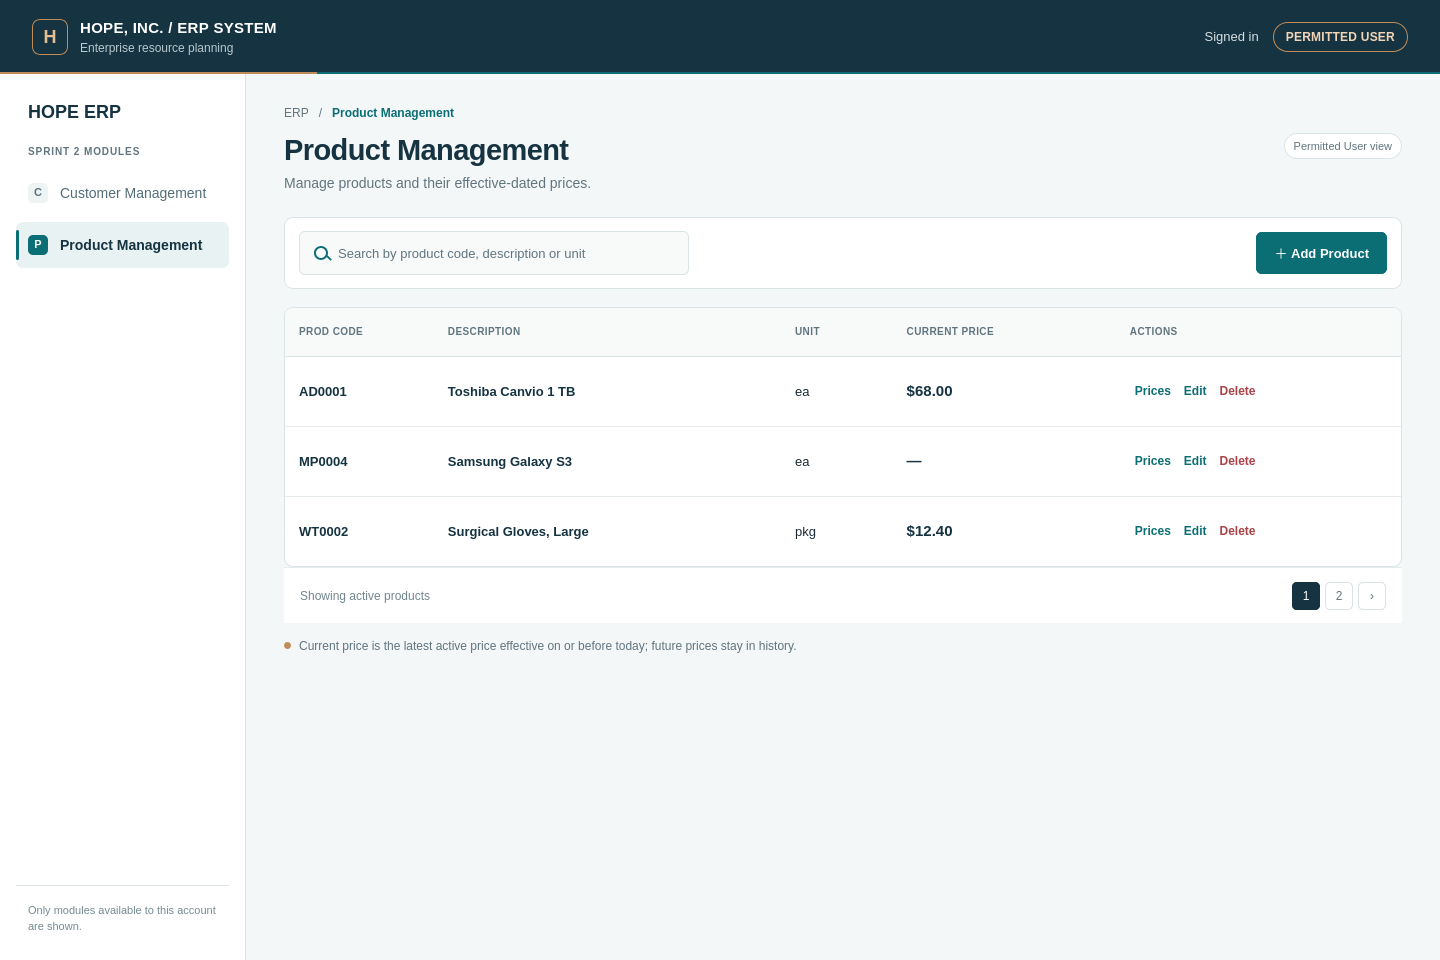 H
HOPE, INC. / ERP SYSTEM
Enterprise resource planning
Signed in
PERMITTED USER
HOPE ERP
SPRINT 2 MODULES
C Customer Management
P Product Management
Only modules available to this account
are shown.
ERP / Product Management
Product Management
Permitted User view
Manage products and their effective-dated prices.
Search by product code, description or unit
+ Add Product
PROD CODE DESCRIPTION UNIT CURRENT PRICE ACTIONS
AD0001 Toshiba Canvio 1 TB ea $68.00 Prices Edit Delete
MP0004 Samsung Galaxy S3 ea — Prices Edit Delete
WT0002 Surgical Gloves, Large pkg $12.40 Prices Edit Delete
Showing active products
1 2 ›
Current price is the latest active price effective on or before today; future prices stay in history.